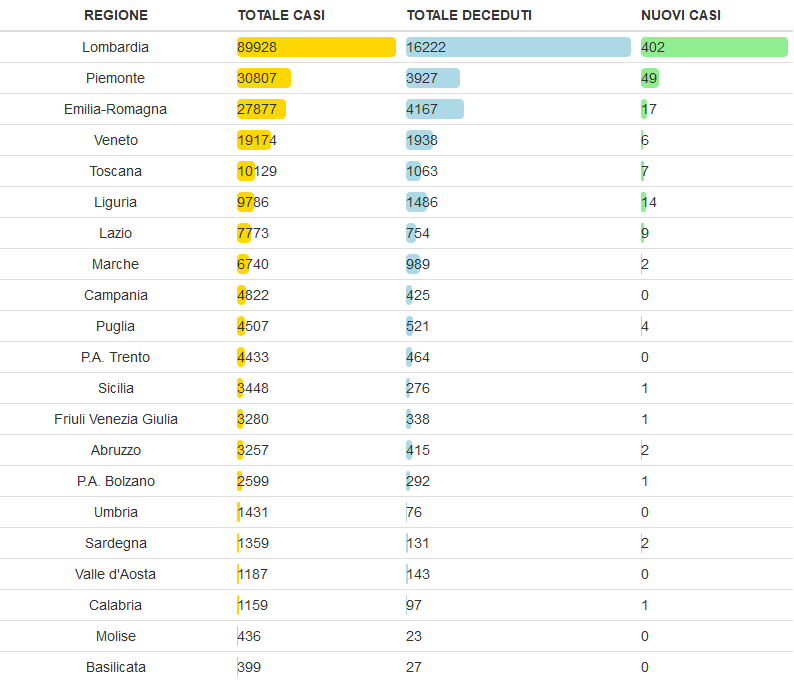 REGIONE TOTALE CASI TOTALE DECEDUTI NUOVI CASI
Lombardia 89928 16222 402
Piemonte 30807 3927 49
Emilia-Romagna 27877 4167 17
Veneto 19174 1938 6
Toscana 10129 1063 7
Liguria 9786 1486 14
Lazio 7773 754 9
Marche 6740 989 2
Campania 4822 425 0
Puglia 4507 521 4
P.A. Trento 4433 464 0
Sicilia 3448 276 1
Friuli Venezia Giulia 3280 338 1
Abruzzo 3257 415 2
P.A. Bolzano 2599 292 1
Umbria 1431 76 0
Sardegna 1359 131 2
Valle d'Aosta 1187 143 0
Calabria 1159 97 1
Molise 436 23 0
Basilicata 399 27 0